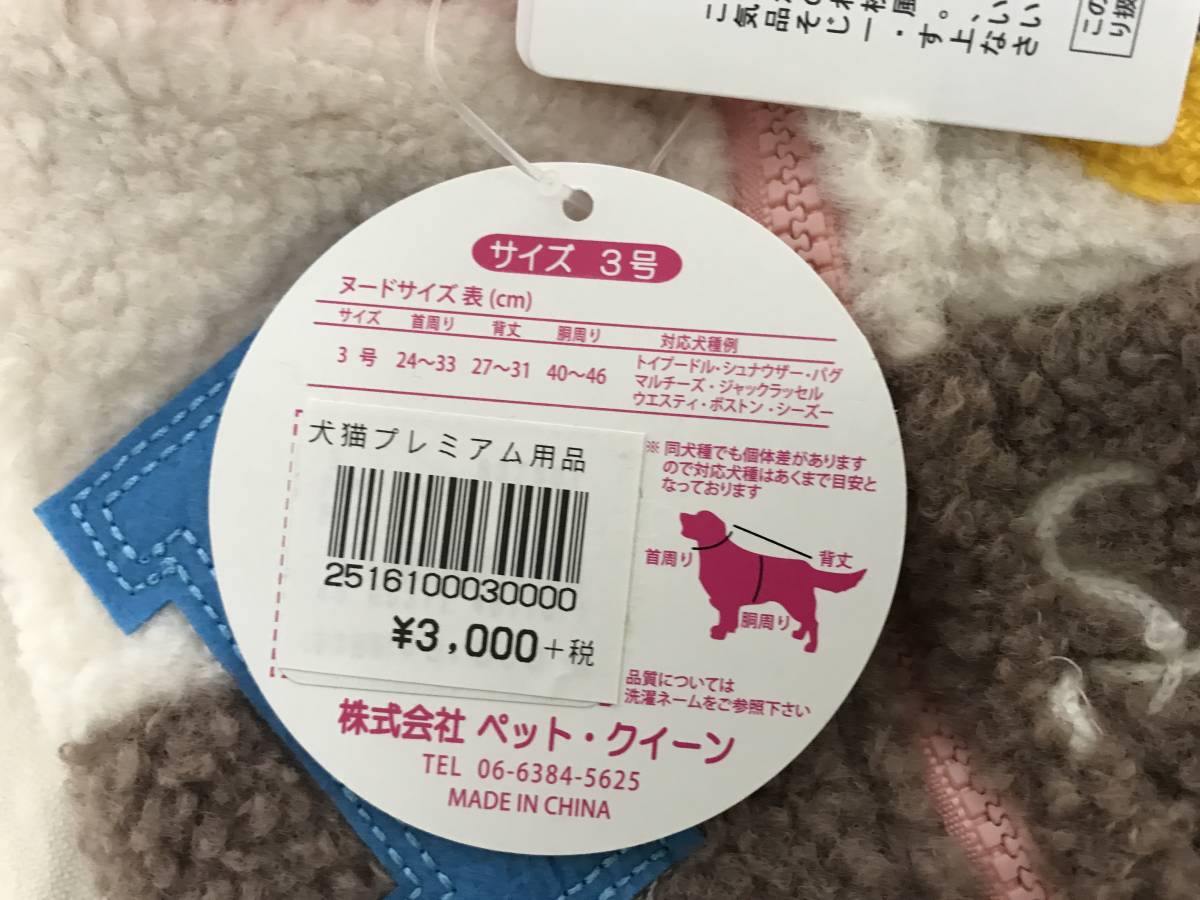 サイズ 3号
ヌードサイズ表(cm)
サイズ 首周り 背丈 胴周り 対応犬種例
3 号 24〜33 27〜31 40〜46
トイプードル・シュナウザー・パグ
マルチーズ・ジャックラッセル
ウエスティ・ボストン・シーズー
※ 同犬種でも個体差があります
ので対応犬種はあくまで目安と
なっております
首周り
背丈
胴周り
犬猫プレミアム用品
2516100030000
¥3,000+税
品質については
洗濯ネームをご参照下さい
株式会社 ペット・クイーン
TEL 06-6384-5625
MADE IN CHINA